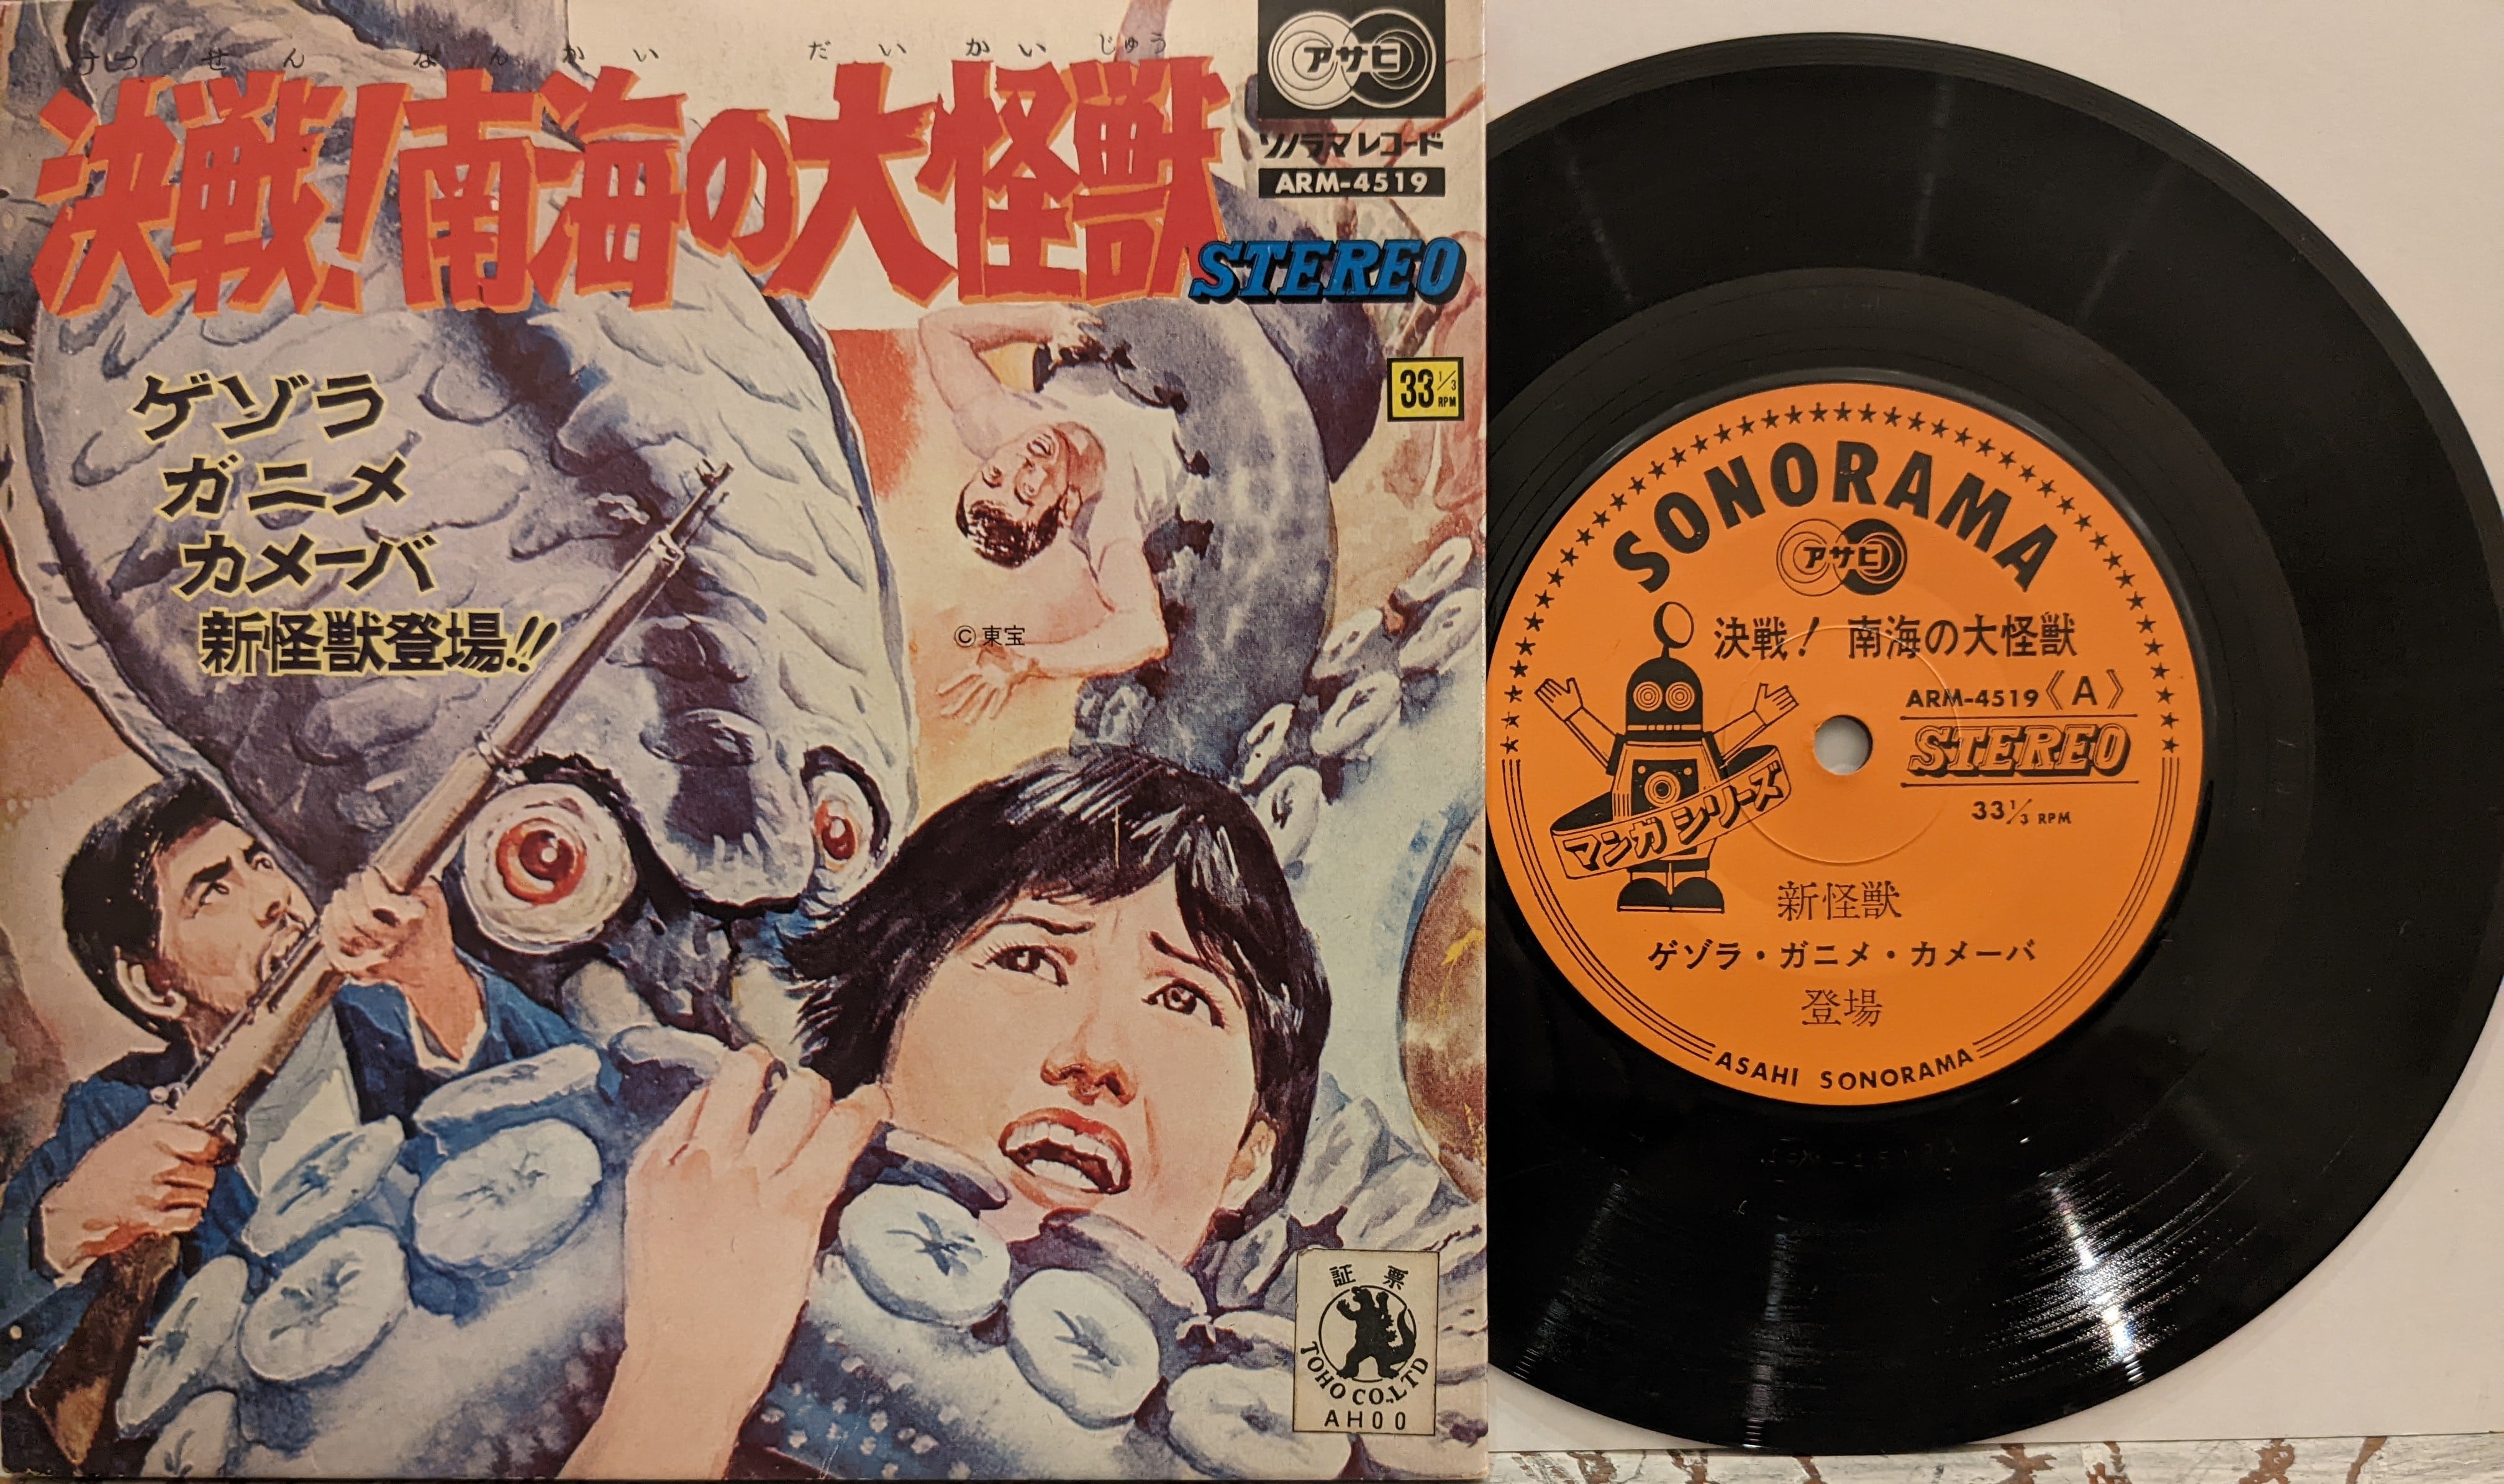 けっせん なんかい だいかいじゅう
決戦!南海の大怪獣
アサヒ
ソノラマレコード
ARM-4519
STEREO
33 1/3 RPM
ゲゾラ
ガニメ
カメーバ
新怪獣登場!!
©東宝
証票
TOHO CO.,LTD
AH00
SONORAMA
アサヒ
決戦! 南海の大怪獣
ARM-4519《A》
STEREO
33 1/3 RPM
マンガシリーズ
新怪獣
ゲゾラ・ガニメ・カメーバ
登場
ASAHI SONORAMA